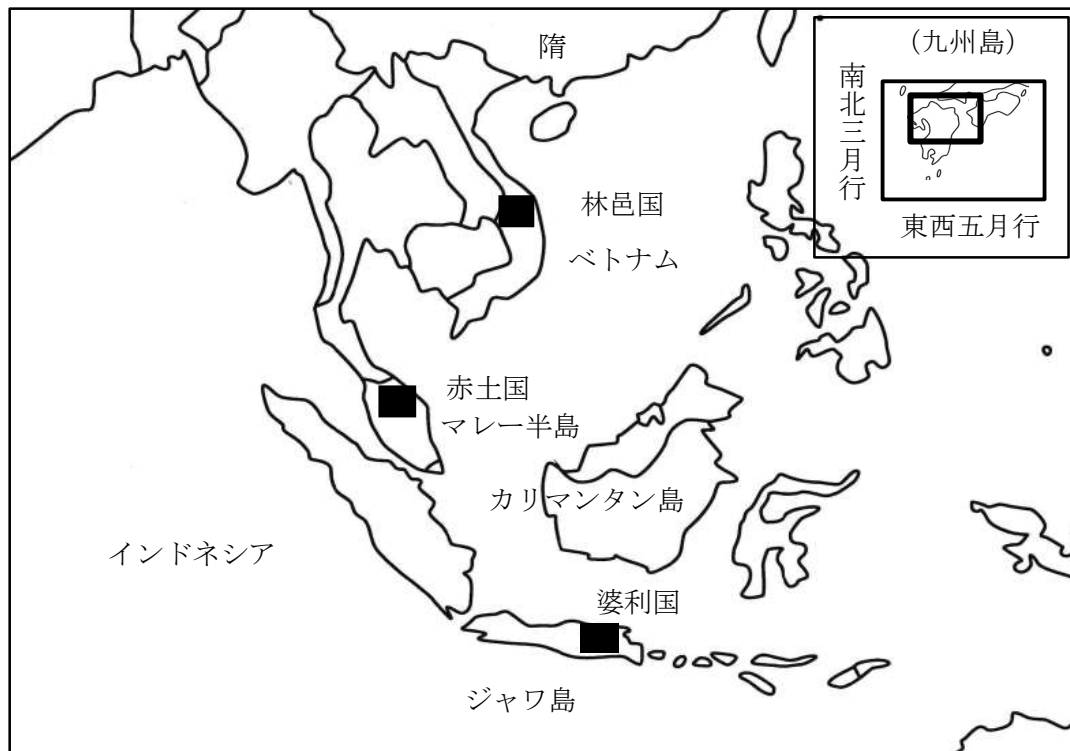 隋
(九州島)
南北三月行
東西五月行
林邑国
ベトナム
赤土国
マレー半島
カリマンタン島
インドネシア
婆利国
ジャワ島